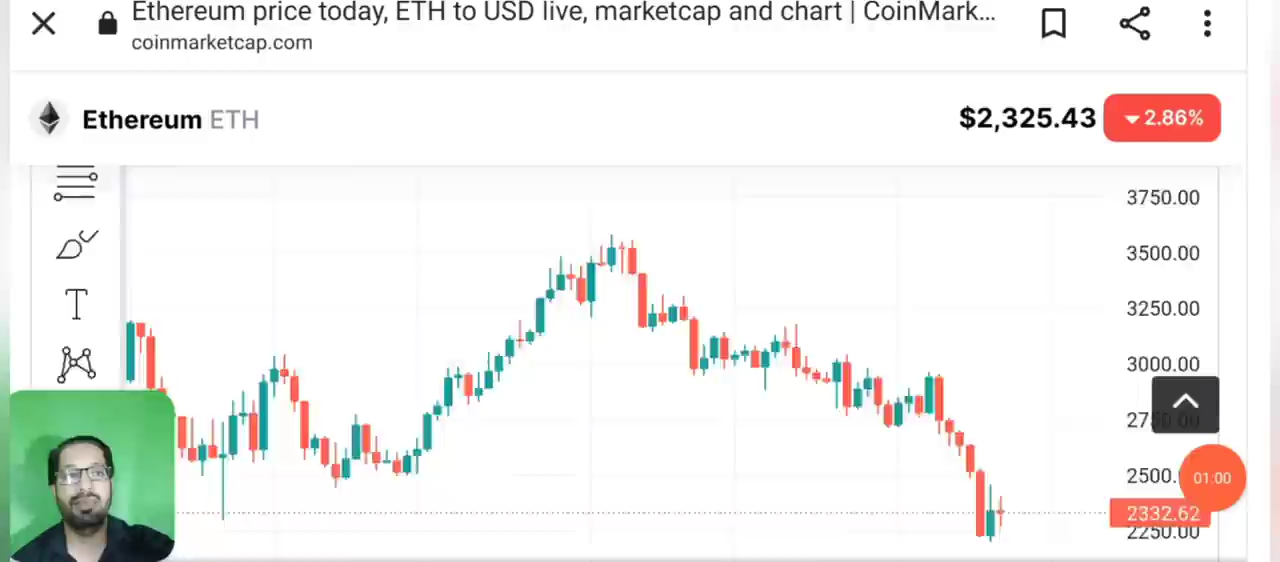 Ethereum price today, ETH to USD live, marketcap and chart | CoinMark...
coinmarketcap.com
Ethereum ETH
$2,325.43
2.86%
3750.00
3500.00
3250.00
3000.00
2500.
01:00
2332.62
2250.00
T